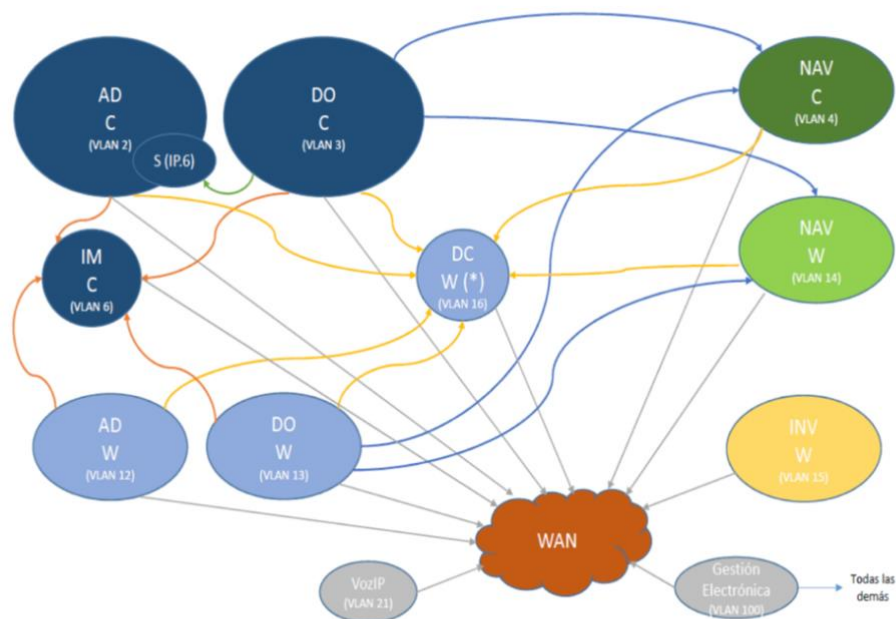 AD
C
(VLAN 2)
S (IP.6)
DO
C
(VLAN 3)
NAV
C
(VLAN 4)
IM
C
(VLAN 6)
DC
W (*)
(VLAN 16)
NAV
W
(VLAN 14)
AD
W
(VLAN 12)
DO
W
(VLAN 13)
INV
W
(VLAN 15)
WAN
VozIP
(VLAN 21)
Gestión
Electrónica
(VLAN 100)
Todas las
demás